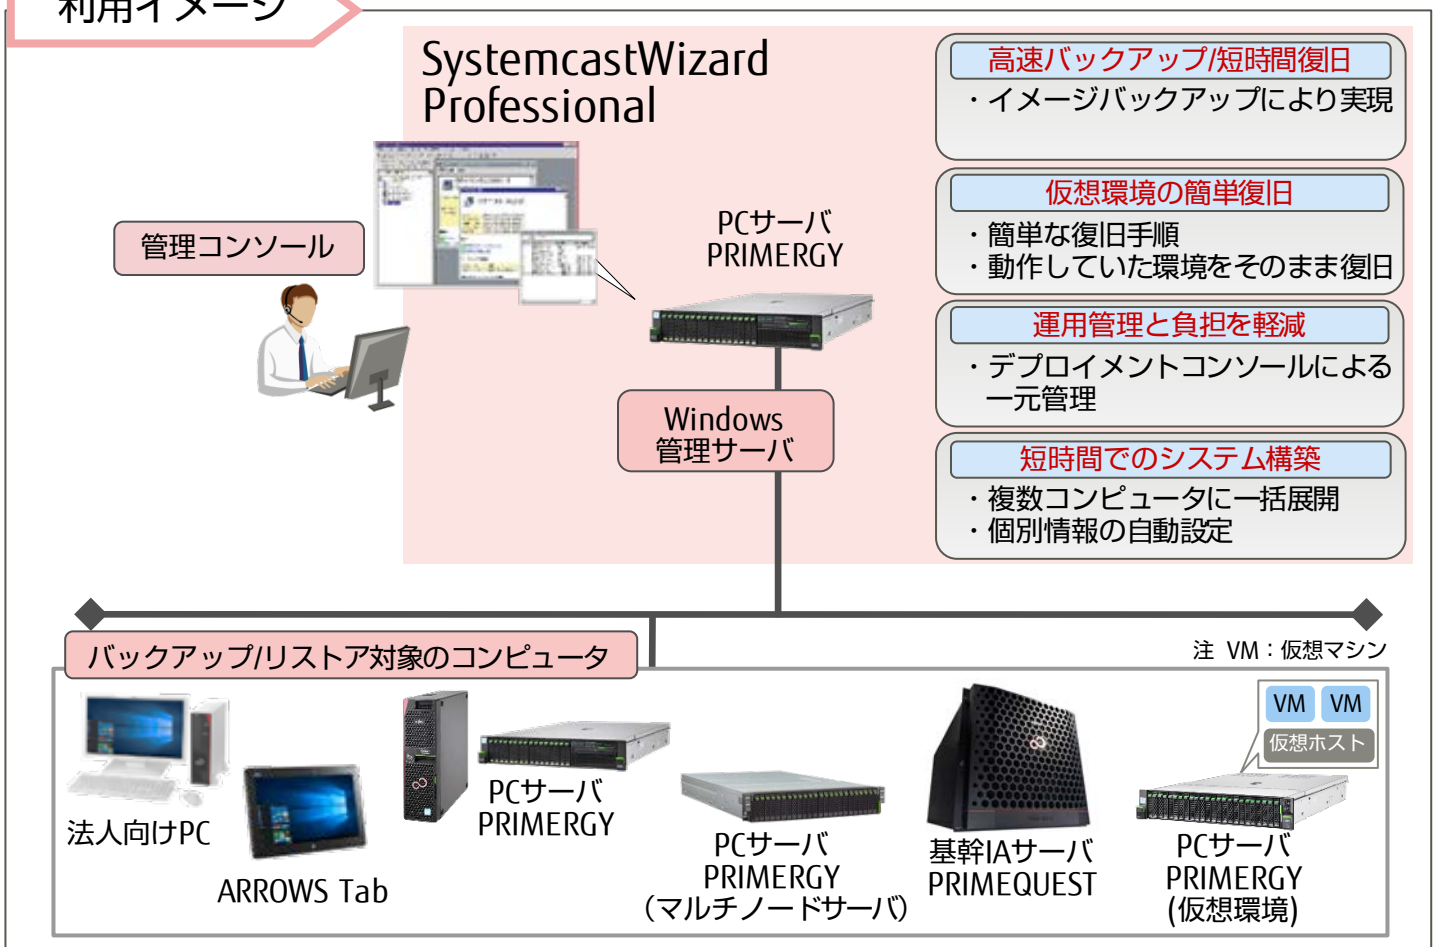 利用イメージ
SystemcastWizard
Professional
管理コンソール
PCサーバ
PRIMERGY
Windows
管理サーバ
高速バックアップ/短時間復旧
・イメージバックアップにより実現
仮想環境の簡単復旧
・簡単な復旧手順
・動作していた環境をそのまま復旧
運用管理と負担を軽減
・デプロイメントコンソールによる
一元管理
短時間でのシステム構築
・複数コンピュータに一括展開
・個別情報の自動設定
バックアップ/リストア対象のコンピュータ
注 VM：仮想マシン
法人向けPC
ARROWS Tab
PCサーバ
PRIMERGY
PCサーバ
PRIMERGY
（マルチノードサーバ）
基幹IAサーバ
PRIMEQUEST
VM VM
仮想ホスト
PCサーバ
PRIMERGY
(仮想環境)